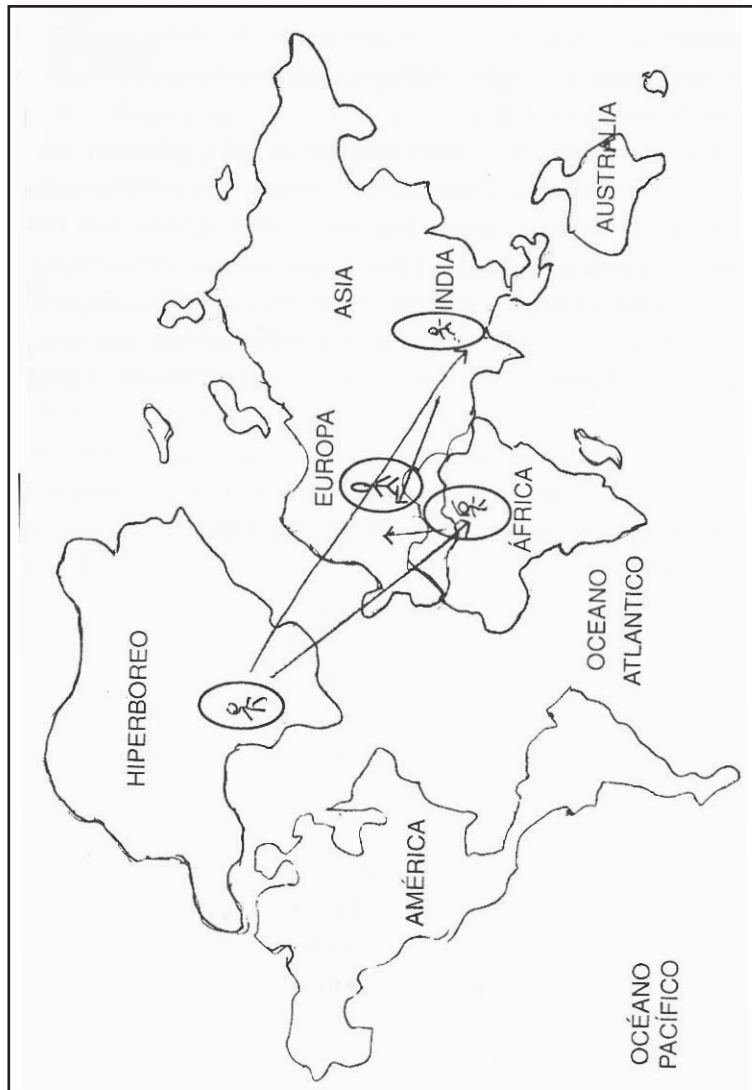 HIPERBOREO
EUROPA
ASIA
INDIA
AMÉRICA
ÁFRICA
AUSTRALIA
OCEANO
ATLANTICO
OCÉANO
PACÍFICO